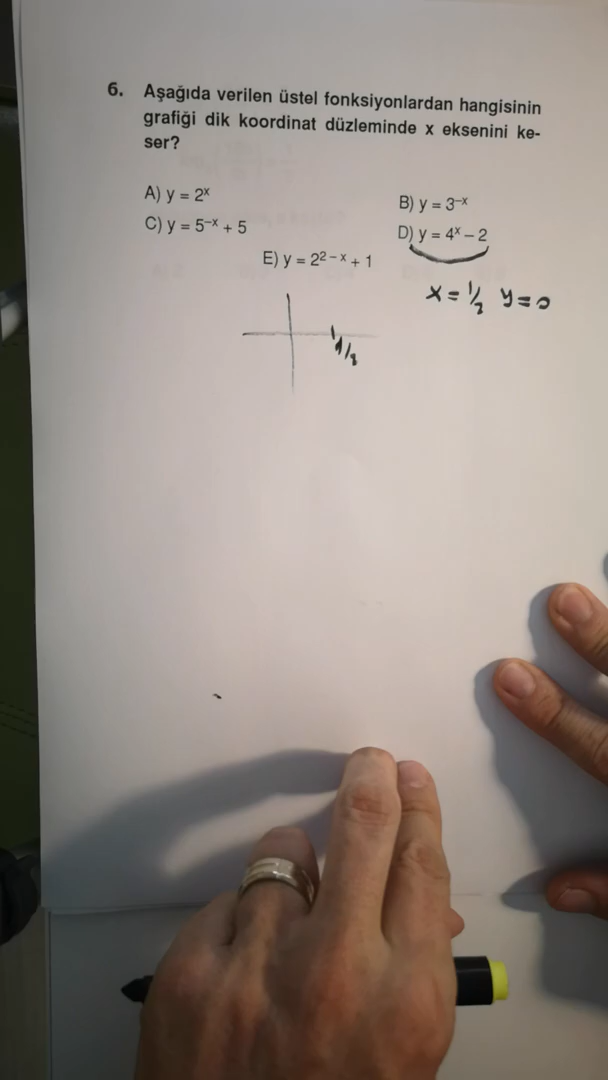 6. Aşağıda verilen üstel fonksiyonlardan hangisinin
grafiği dik koordinat düzleminde x eksenini ke-
ser?
A) y = 2ˣ
B) y = 3⁻ˣ
C) y = 5⁻ˣ + 5
D) y = 4ˣ – 2
E) y = 2²⁻ˣ + 1
x = 1/2 y = 0
1/2